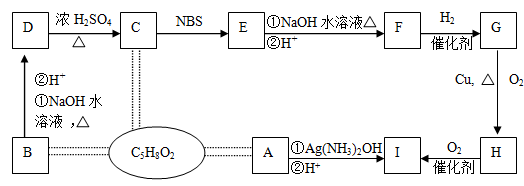 D 浓 H₂SO₄ △ C NBS E ①NaOH 水溶液△ ②H⁺ F H₂ 催化剂 G
②H⁺
①NaOH 水
溶液 ,△
Cu, △ O₂
B C₅H₈O₂ A ①Ag(NH₃)₂OH ②H⁺ I O₂ 催化剂 H